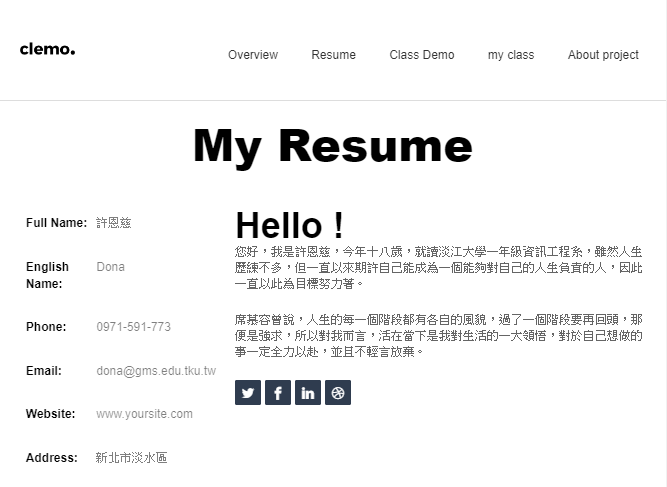 clemo.
Overview Resume Class Demo my class About project
My Resume
Full Name: 許恩慈
English Name: Dona
Phone: 0971-591-773
Email: dona@gms.edu.tku.tw
Website: www.yoursite.com
Address: 新北市淡水區
Hello !
您好，我是許恩慈，今年十八歲，就讀淡江大學一年級資訊工程系，雖然人生
歷練不多，但一直以來期許自己能成為一個能夠對自己的人生負責的人，因此
一直以此為目標努力著。
席慕容曾說，人生的每一個階段都有各自的風貌，過了一個階段要再回頭，那
便是強求，所以對我而言，活在當下是我對生活的一大領悟，對於自己想做的
事一定全力以赴，並且不輕言放棄。